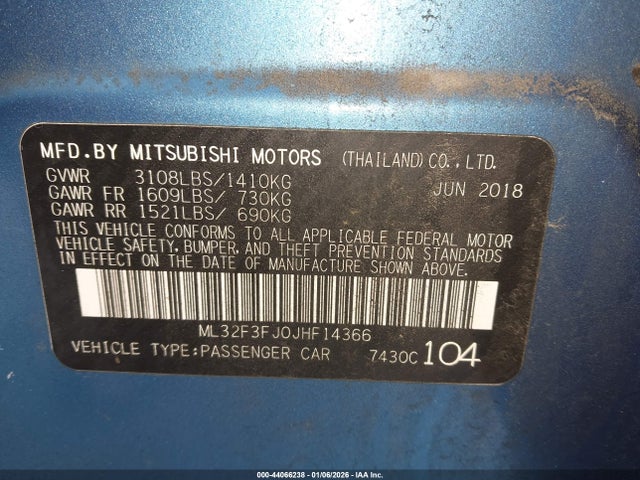 MFD.BY MITSUBISHI MOTORS (THAILAND) CO., LTD.
GVWR 3108LBS/1410KG JUN 2018
GAWR FR 1609LBS/ 730KG
GAWR RR 1521LBS/ 690KG
THIS VEHICLE CONFORMS TO ALL APPLICABLE FEDERAL MOTOR
VEHICLE SAFETY, BUMPER, AND THEFT PREVENTION STANDARDS
IN EFFECT ON THE DATE OF MANUFACTURE SHOWN ABOVE.
ML32F3FJ0JHF14366
VEHICLE TYPE:PASSENGER CAR 7430C 104
000-44066238 - 01/06/2026 - IAA Inc.